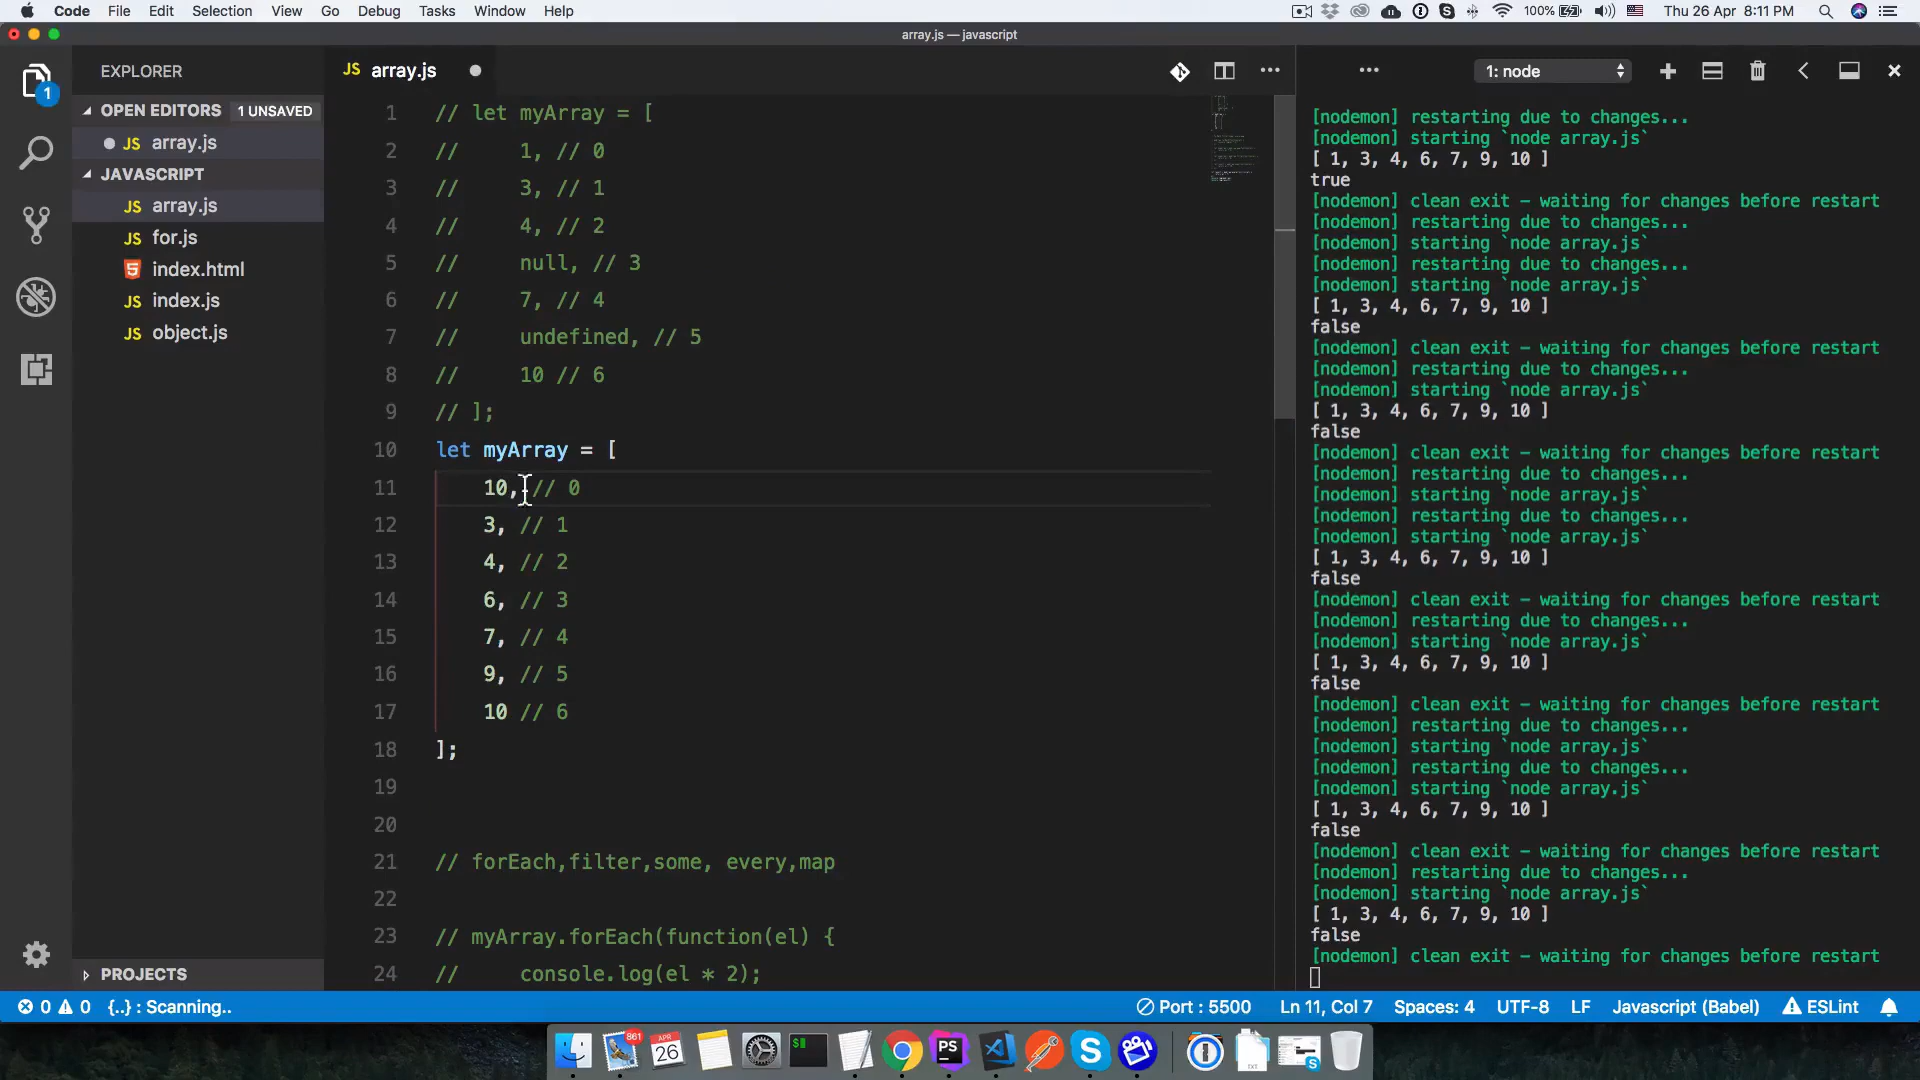 Code File Edit Selection View Go Debug Tasks Window Help 100% Thu 26 Apr 8:11 PM
array.js — javascript
EXPLORER
OPEN EDITORS 1 UNSAVED
JS array.js
JAVASCRIPT
JS array.js
JS for.js
5 index.html
JS index.js
JS object.js
PROJECTS
1
JS array.js
1 // let myArray = [
2 //     1, // 0
3 //     3, // 1
4 //     4, // 2
5 //     null, // 3
6 //     7, // 4
7 //     undefined, // 5
8 //     10 // 6
9 // ];
10 let myArray = [
11     10, // 0
12     3, // 1
13     4, // 2
14     6, // 3
15     7, // 4
16     9, // 5
17     10 // 6
18 ];
19
20
21 // forEach,filter,some, every,map
22
23 // myArray.forEach(function(el) {
24 //     console.log(el * 2);
1: node
[nodemon] restarting due to changes...
[nodemon] starting `node array.js`
[ 1, 3, 4, 6, 7, 9, 10 ]
true
[nodemon] clean exit - waiting for changes before restart
[nodemon] restarting due to changes...
[nodemon] starting `node array.js`
[nodemon] restarting due to changes...
[nodemon] starting `node array.js`
[ 1, 3, 4, 6, 7, 9, 10 ]
false
[nodemon] clean exit - waiting for changes before restart
[nodemon] restarting due to changes...
[nodemon] starting `node array.js`
[ 1, 3, 4, 6, 7, 9, 10 ]
false
[nodemon] clean exit - waiting for changes before restart
[nodemon] restarting due to changes...
[nodemon] starting `node array.js`
[nodemon] restarting due to changes...
[nodemon] starting `node array.js`
[ 1, 3, 4, 6, 7, 9, 10 ]
false
[nodemon] clean exit - waiting for changes before restart
[nodemon] restarting due to changes...
[nodemon] starting `node array.js`
[ 1, 3, 4, 6, 7, 9, 10 ]
false
[nodemon] clean exit - waiting for changes before restart
[nodemon] restarting due to changes...
[nodemon] starting `node array.js`
[nodemon] restarting due to changes...
[nodemon] starting `node array.js`
[ 1, 3, 4, 6, 7, 9, 10 ]
false
[nodemon] clean exit - waiting for changes before restart
[nodemon] restarting due to changes...
[nodemon] starting `node array.js`
[ 1, 3, 4, 6, 7, 9, 10 ]
false
[nodemon] clean exit - waiting for changes before restart
0 0 {..} : Scanning.. Port : 5500 Ln 11, Col 7 Spaces: 4 UTF-8 LF Javascript (Babel) ESLint
861 APR 26 $ PS S